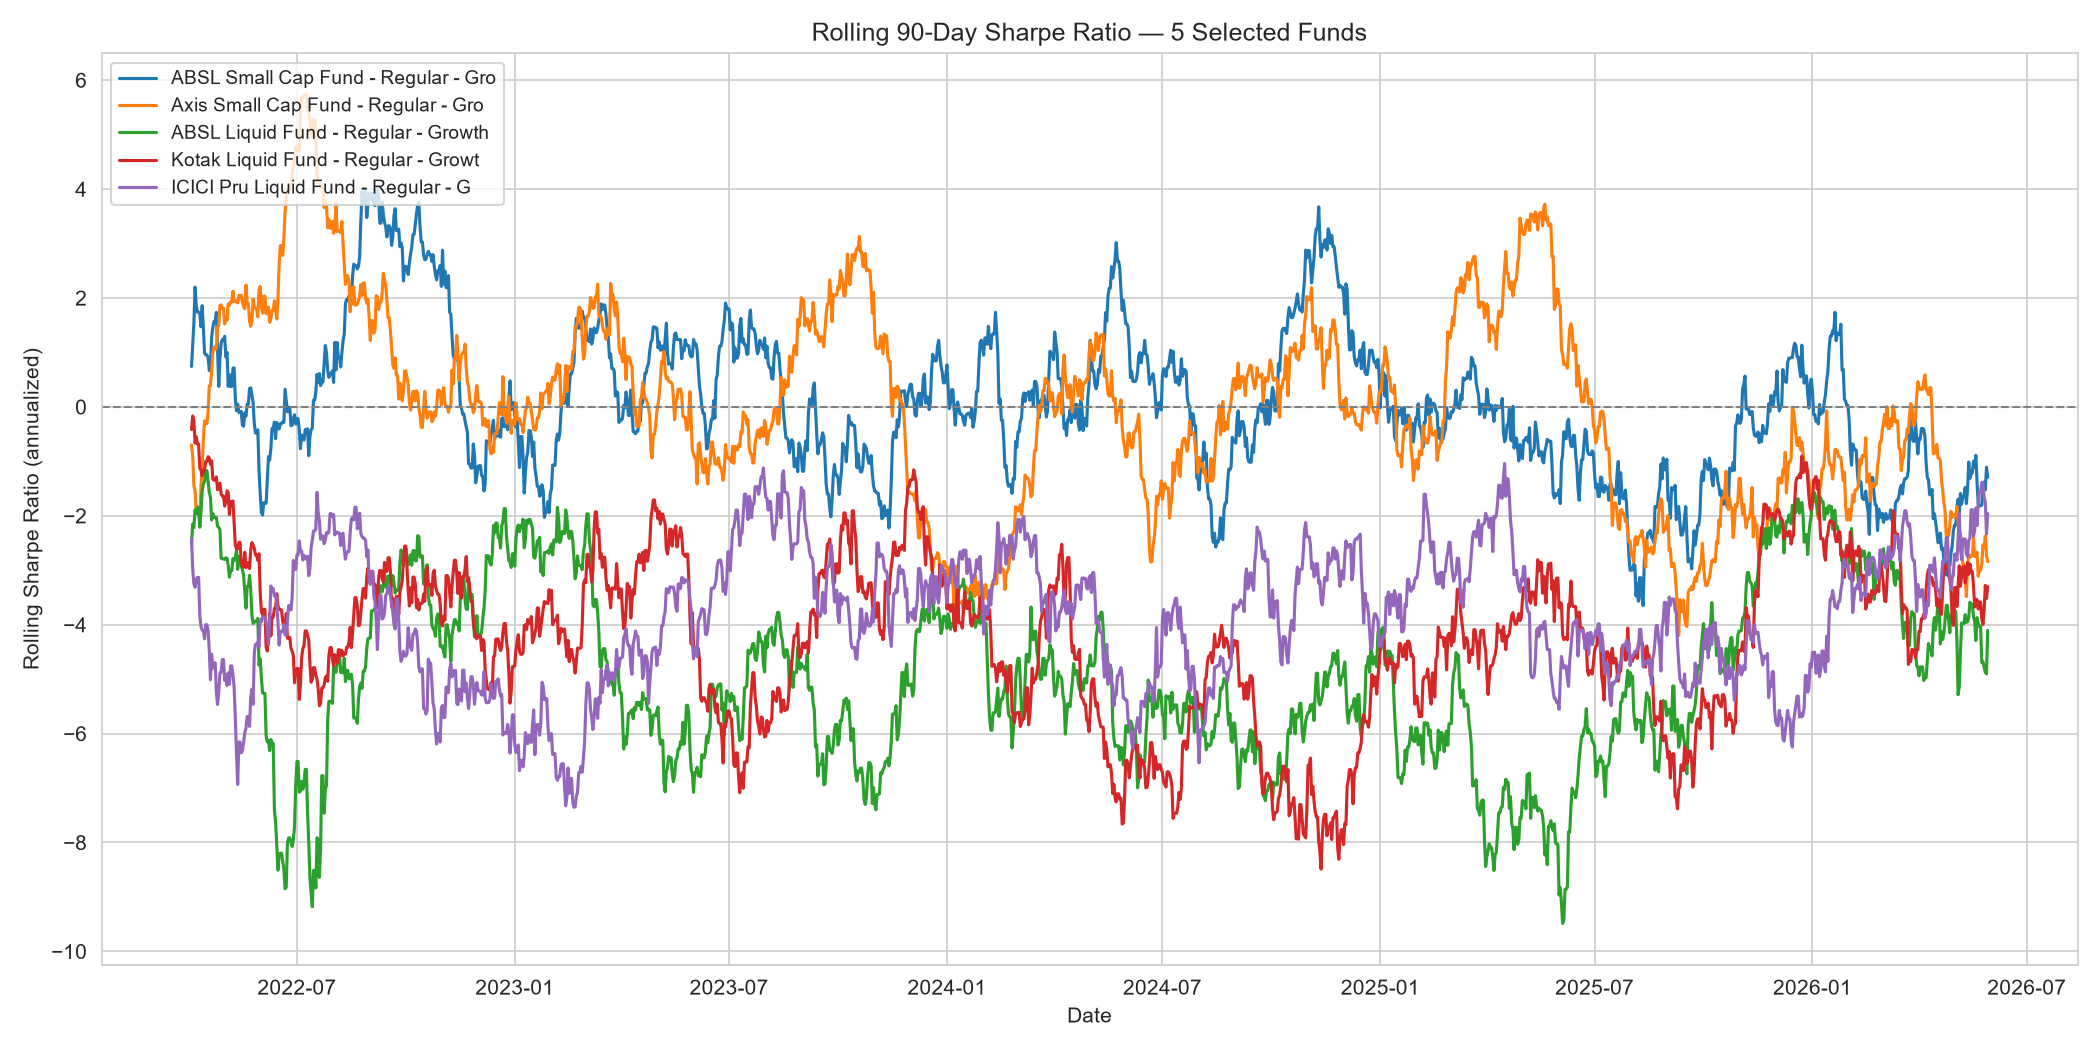 Rolling 90-Day Sharpe Ratio — 5 Selected Funds
ABSL Small Cap Fund - Regular - Gro
Axis Small Cap Fund - Regular - Gro
ABSL Liquid Fund - Regular - Growth
Kotak Liquid Fund - Regular - Growt
ICICI Pru Liquid Fund - Regular - G
Rolling Sharpe Ratio (annualized)
6
4
2
0
−2
−4
−6
−8
−10
2022-07
2023-01
2023-07
2024-01
2024-07
2025-01
2025-07
2026-01
2026-07
Date